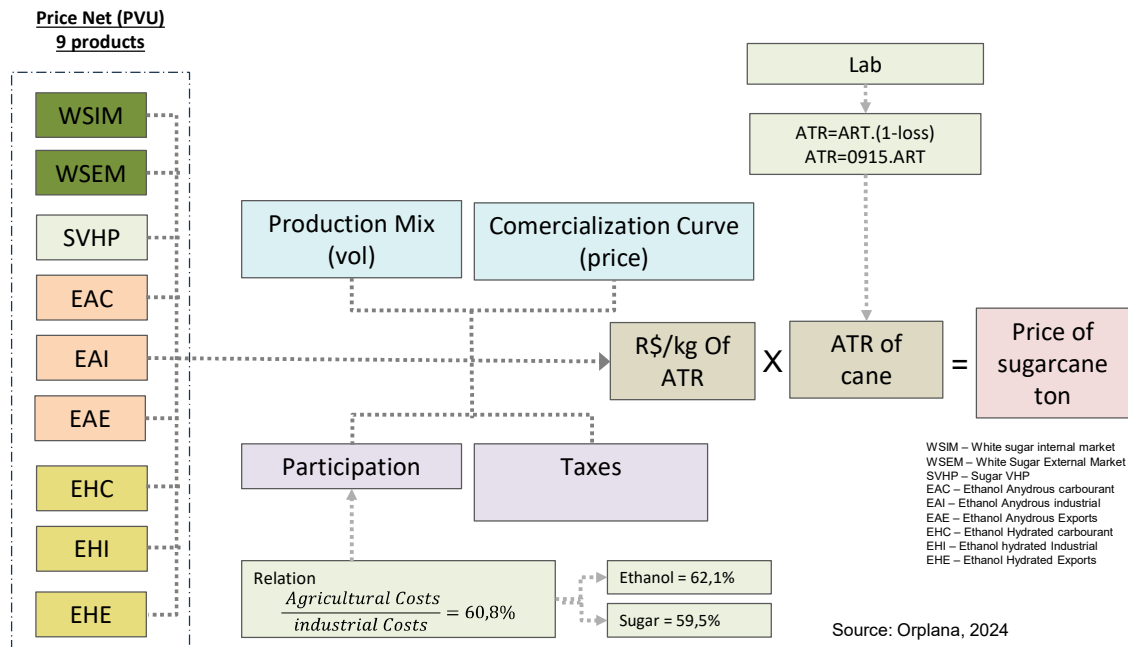 Price Net (PVU)
9 products
WSIM
WSEM
SVHP
EAC
EAI
EAE
EHC
EHI
EHE
Production Mix
(vol)
Comercialization Curve
(price)
Lab
ATR=ART.(1-loss)
ATR=0915.ART
R$/kg Of
ATR
X
ATR of
cane
=
Price of
sugarcane
ton
Participation
Taxes
Relation
Agricultural Costs
industrial Costs
= 60,8%
Ethanol = 62,1%
Sugar = 59,5%
WSIM – White sugar internal market
WSEM – White Sugar External Market
SVHP – Sugar VHP
EAC – Ethanol Anydrous carbourant
EAI – Ethanol Anydrous industrial
EAE – Ethanol Anydrous Exports
EHC – Ethanol Hydrated carbourant
EHI – Ethanol hydrated Industrial
EHE – Ethanol Hydrated Exports
Source: Orplana, 2024